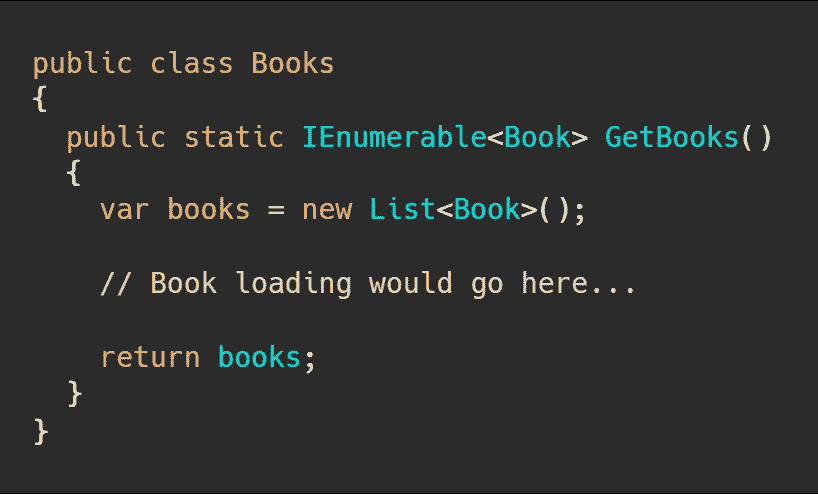 public class Books
{
  public static IEnumerable<Book> GetBooks()
  {
    var books = new List<Book>();

    // Book loading would go here...

    return books;
  }
}